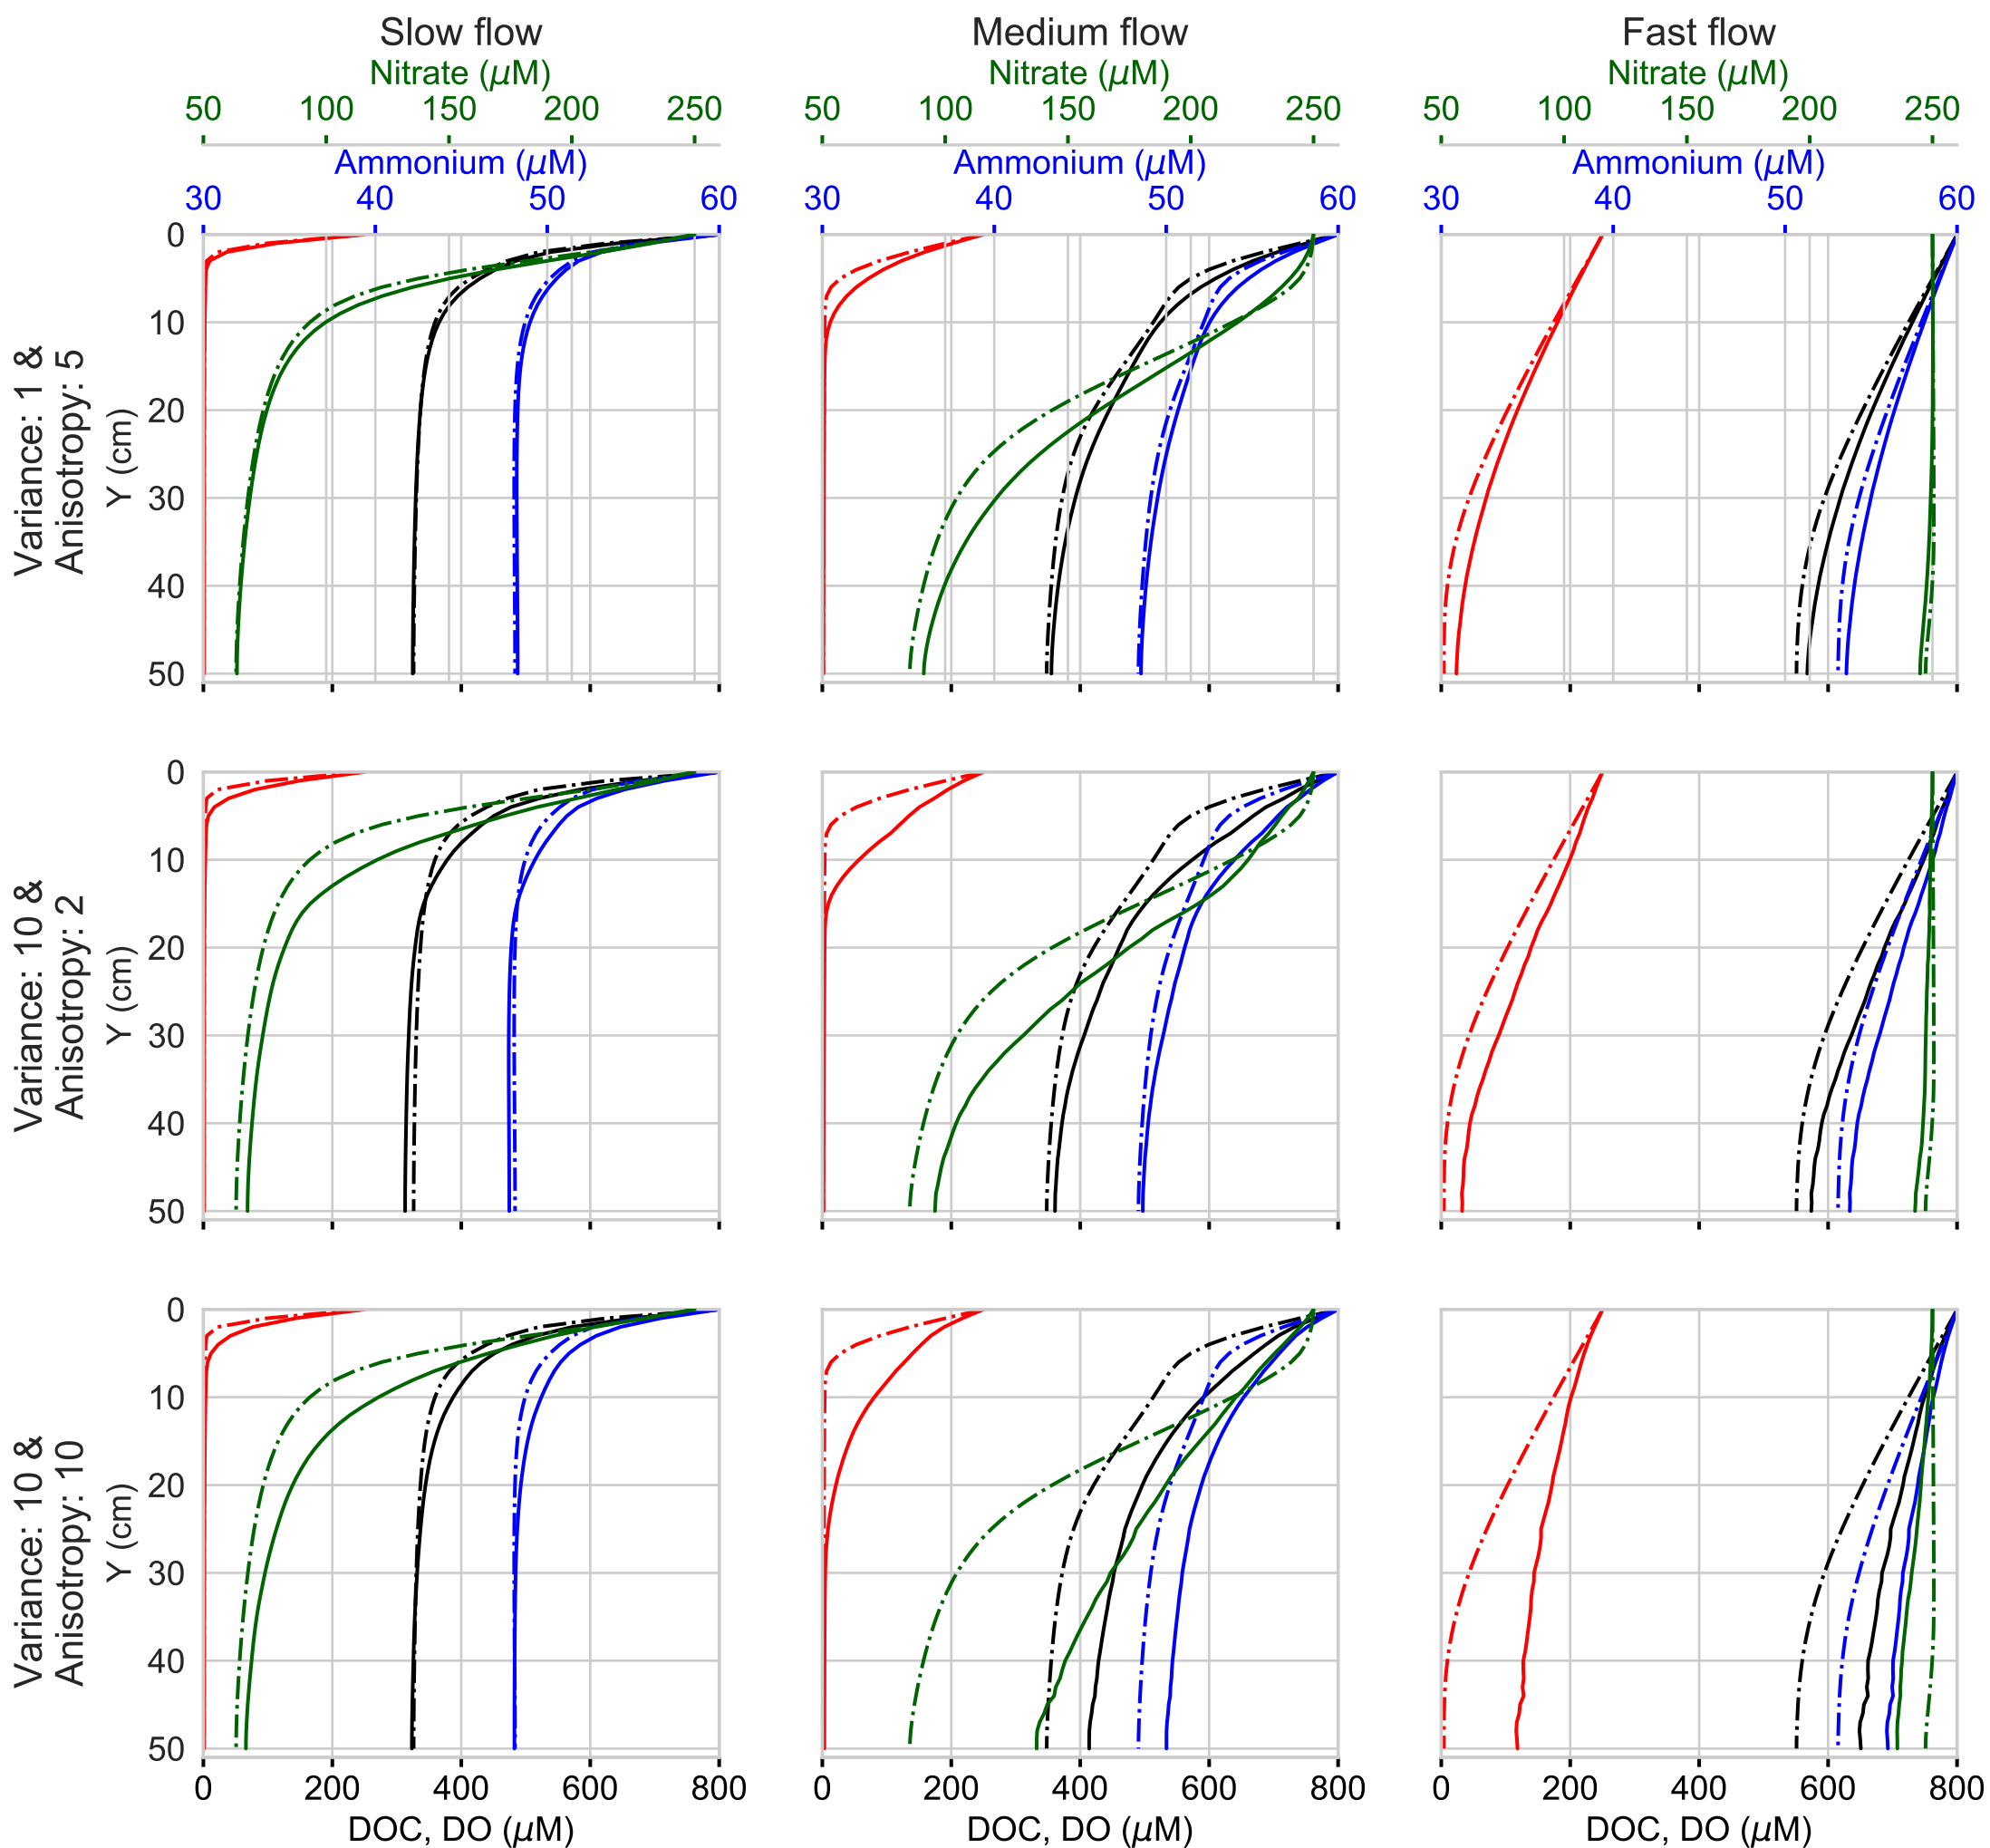 Slow flow Medium flow Fast flow
Nitrate (μM) Nitrate (μM) Nitrate (μM)
50 100 150 200 250 50 100 150 200 250 50 100 150 200 250
Ammonium (μM) Ammonium (μM) Ammonium (μM)
30 40 50 60 30 40 50 60 30 40 50 60
Variance: 1 &
Anisotropy: 5
Y (cm)
0
10
20
30
40
50
Variance: 10 &
Anisotropy: 2
Y (cm)
0
10
20
30
40
50
Variance: 10 &
Anisotropy: 10
Y (cm)
0
10
20
30
40
50
0 200 400 600 800 0 200 400 600 800 0 200 400 600 800
DOC, DO (μM) DOC, DO (μM) DOC, DO (μM)